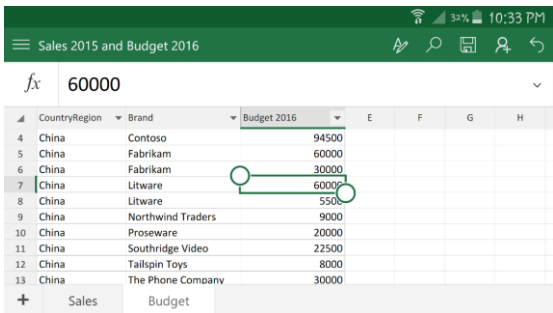 32% 10:33 PM
Sales 2015 and Budget 2016
fx 60000
CountryRegion Brand Budget 2016 E F G H
4 China Contoso 94500
5 China Fabrikam 60000
6 China Fabrikam 30000
7 China Litware 60000
8 China Litware 5500
9 China Northwind Traders 9000
10 China Proseware 20000
11 China Southridge Video 22500
12 China Tailspin Toys 8000
13 China The Phone Company 30000
+ Sales Budget